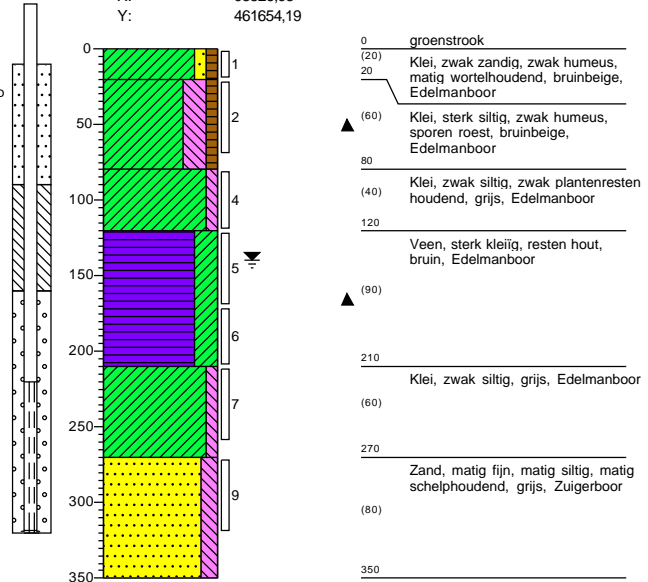 Y: 461654,19
0
50
100
150
200
250
300
350
1
2
4
5
6
7
9
0 groenstrook
(20) Klei, zwak zandig, zwak humeus,
20 matig wortelhoudend, bruinbeige,
Edelmanboor
(60) Klei, sterk siltig, zwak humeus,
sporen roest, bruinbeige,
Edelmanboor
80
(40) Klei, zwak siltig, zwak plantenresten
houdend, grijs, Edelmanboor
120
Veen, sterk kleiïg, resten hout,
bruin, Edelmanboor
(90)
210
Klei, zwak siltig, grijs, Edelmanboor
(60)
270
Zand, matig fijn, matig siltig, matig
schelphoudend, grijs, Zuigerboor
(80)
350